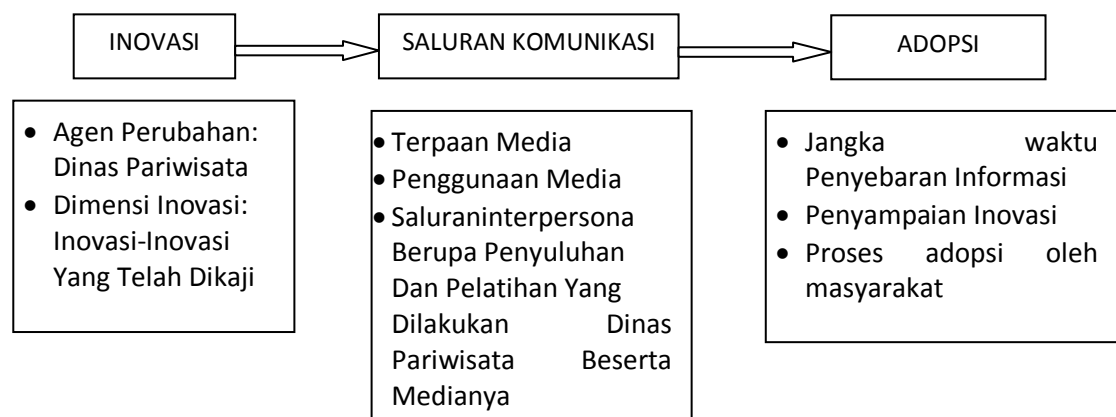 INOVASI
SALURAN KOMUNIKASI
ADOPSI
• Agen Perubahan:
Dinas Pariwisata
• Dimensi Inovasi:
Inovasi-Inovasi
Yang Telah Dikaji
• Terpaan Media
• Penggunaan Media
• Saluraninterpersona
Berupa Penyuluhan
Dan Pelatihan Yang
Dilakukan Dinas
Pariwisata Beserta
Medianya
• Jangka waktu
Penyebaran Informasi
• Penyampaian Inovasi
• Proses adopsi oleh
masyarakat